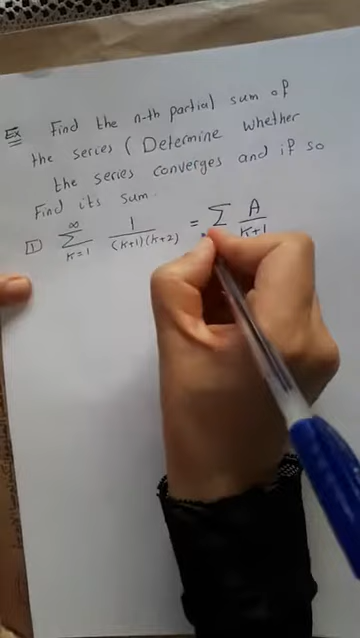 Ex Find the n-th partial sum of
the series ( Determine whether
the series converges and if so
Find its sum.
1 ∞∑k=1 1/(k+1)(k+2) = ∑ A/k+1